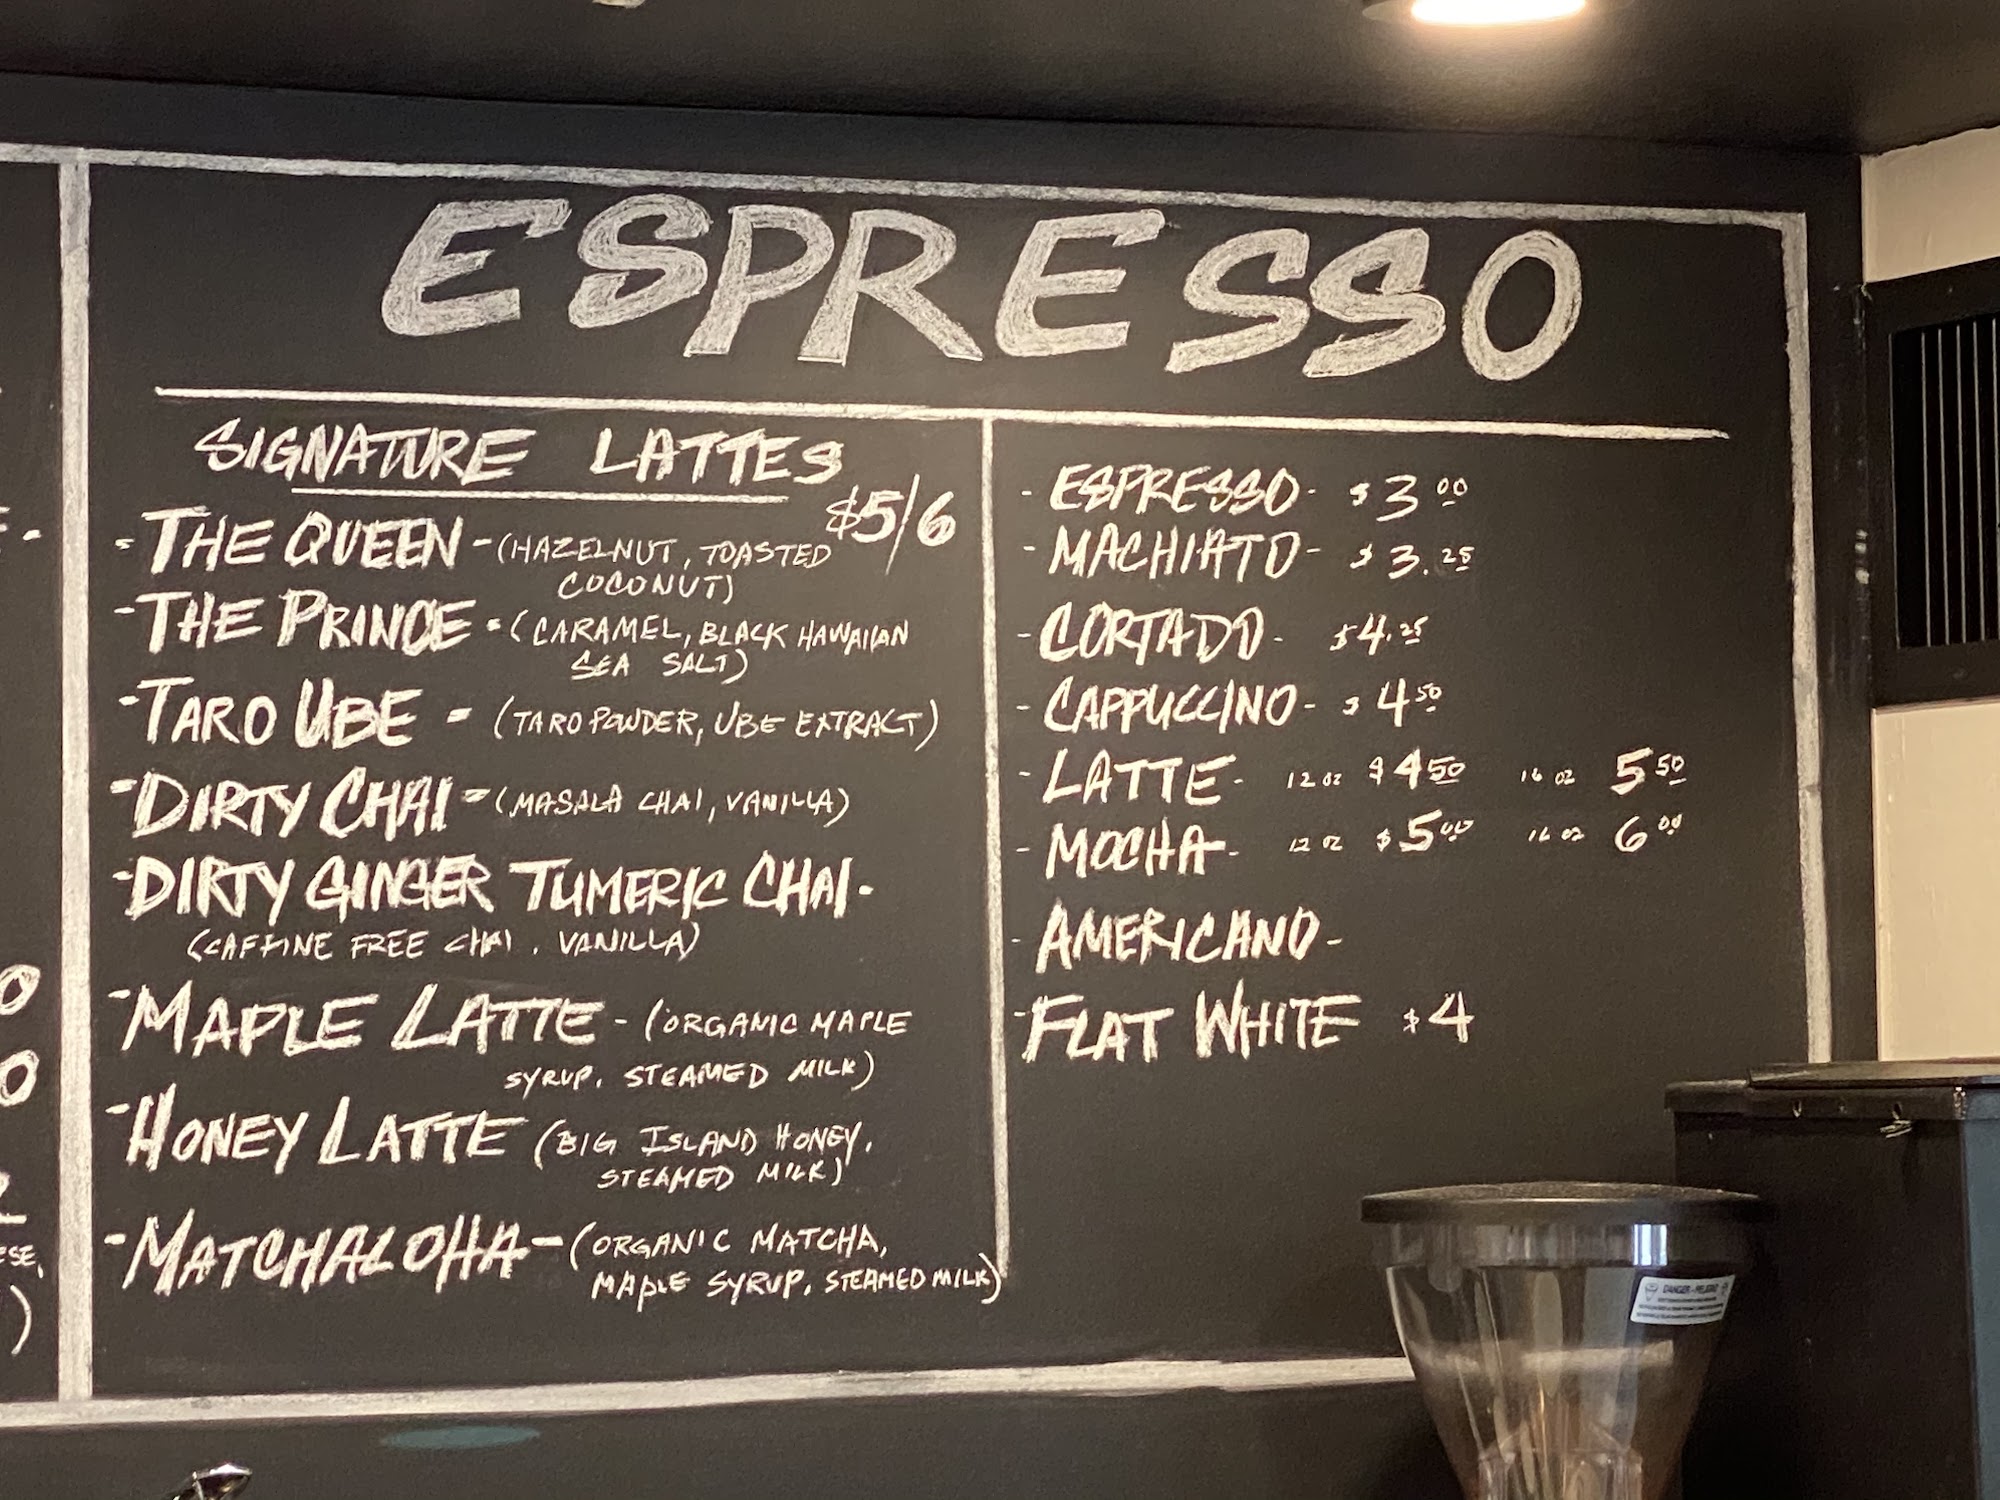 ESPRESSO
SIGNATURE LATTES
$5/6
- THE QUEEN - (HAZELNUT, TOASTED
COCONUT)
- THE PRINCE - (CARAMEL, BLACK HAWAIIAN
SEA SALT)
- TARO UBE - (TARO POWDER, UBE EXTRACT)
- DIRTY CHAI - (MASALA CHAI, VANILLA)
- DIRTY GINGER TUMERIC CHAI -
(CAFFINE FREE CHAI, VANILLA)
- MAPLE LATTE - (ORGANIC MAPLE
SYRUP, STEAMED MILK)
- HONEY LATTE (BIG ISLAND HONEY,
STEAMED MILK)
- MATCHALOHA - (ORGANIC MATCHA,
MAPLE SYRUP, STEAMED MILK)
- ESPRESSO - $3 00
- MACHIATO - $3.25
- CORTADO - $4.25
- CAPPUCCINO - $4 50
- LATTE - 12 OZ $4 50 16 OZ 5 50
- MOCHA - 12 OZ $5 00 16 OZ 6 00
- AMERICANO -
- FLAT WHITE $4
DANGER - PELIGRO